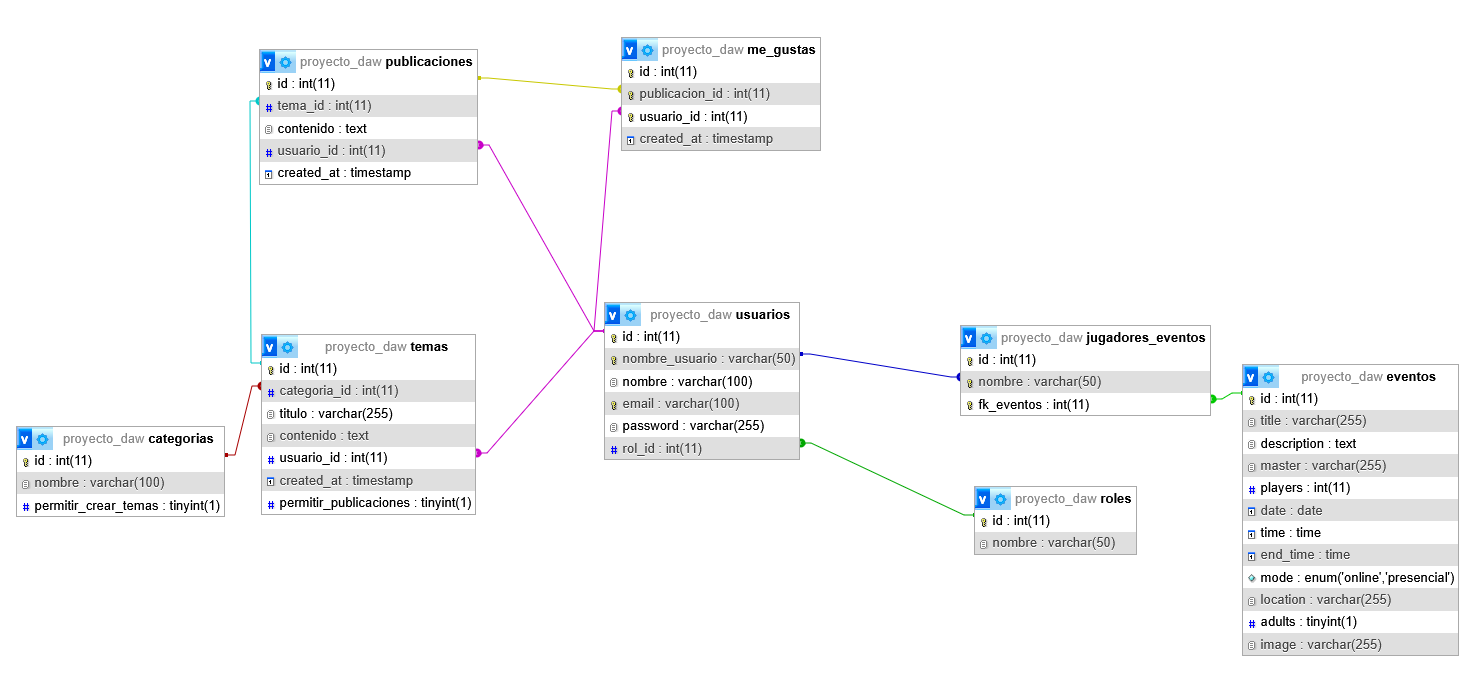 proyecto_daw publicaciones
id : int(11)
tema_id : int(11)
contenido : text
usuario_id : int(11)
created_at : timestamp
proyecto_daw me_gustas
id : int(11)
publicacion_id : int(11)
usuario_id : int(11)
created_at : timestamp
proyecto_daw usuarios
id : int(11)
nombre_usuario : varchar(50)
nombre : varchar(100)
email : varchar(100)
password : varchar(255)
rol_id : int(11)
proyecto_daw jugadores_eventos
id : int(11)
nombre : varchar(50)
fk_eventos : int(11)
proyecto_daw temas
id : int(11)
categoria_id : int(11)
titulo : varchar(255)
contenido : text
usuario_id : int(11)
created_at : timestamp
permitir_publicaciones : tinyint(1)
proyecto_daw eventos
id : int(11)
title : varchar(255)
description : text
master : varchar(255)
players : int(11)
date : date
time : time
end_time : time
mode : enum('online','presencial')
location : varchar(255)
adults : tinyint(1)
image : varchar(255)
proyecto_daw categorias
id : int(11)
nombre : varchar(100)
permitir_crear_temas : tinyint(1)
proyecto_daw roles
id : int(11)
nombre : varchar(50)